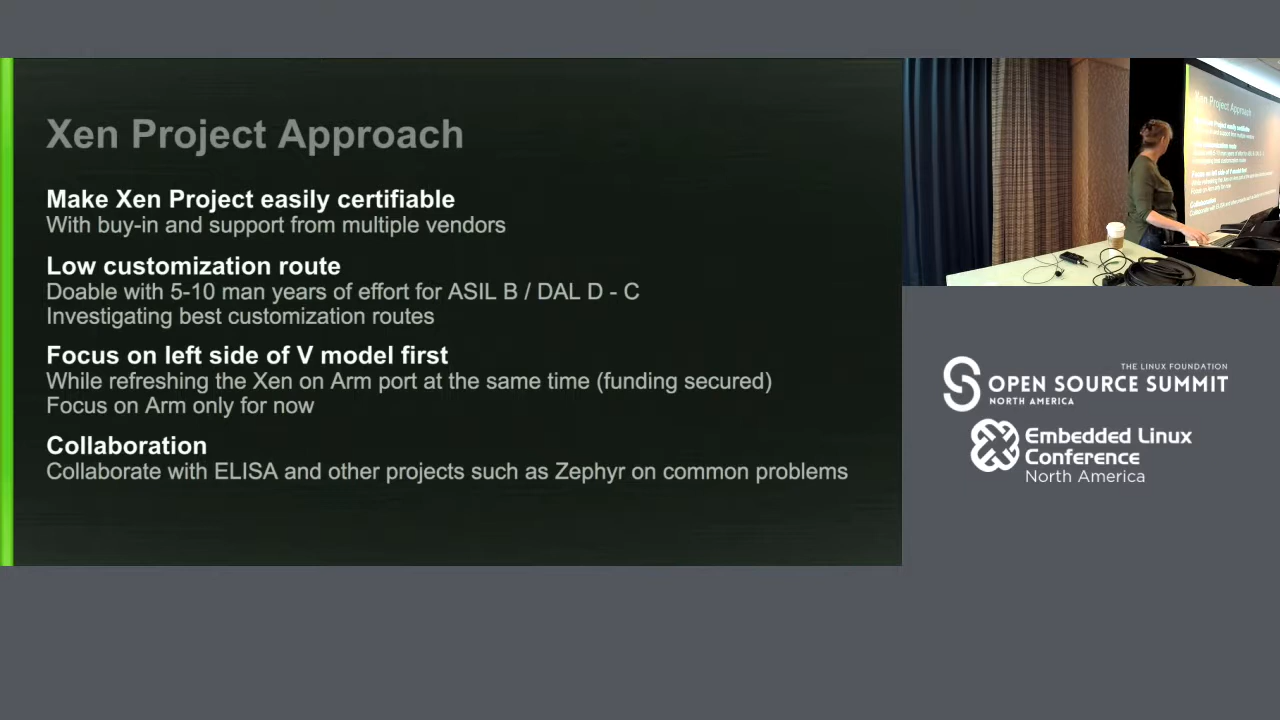 Xen Project Approach
Make Xen Project easily certifiable
With buy-in and support from multiple vendors
Low customization route
Doable with 5-10 man years of effort for ASIL B / DAL D - C
Investigating best customization routes
Focus on left side of V model first
While refreshing the Xen on Arm port at the same time (funding secured)
Focus on Arm only for now
Collaboration
Collaborate with ELISA and other projects such as Zephyr on common problems
Xen Project Approach
THE LINUX FOUNDATION
OPEN SOURCE SUMMIT
NORTH AMERICA
Embedded Linux
Conference
North America